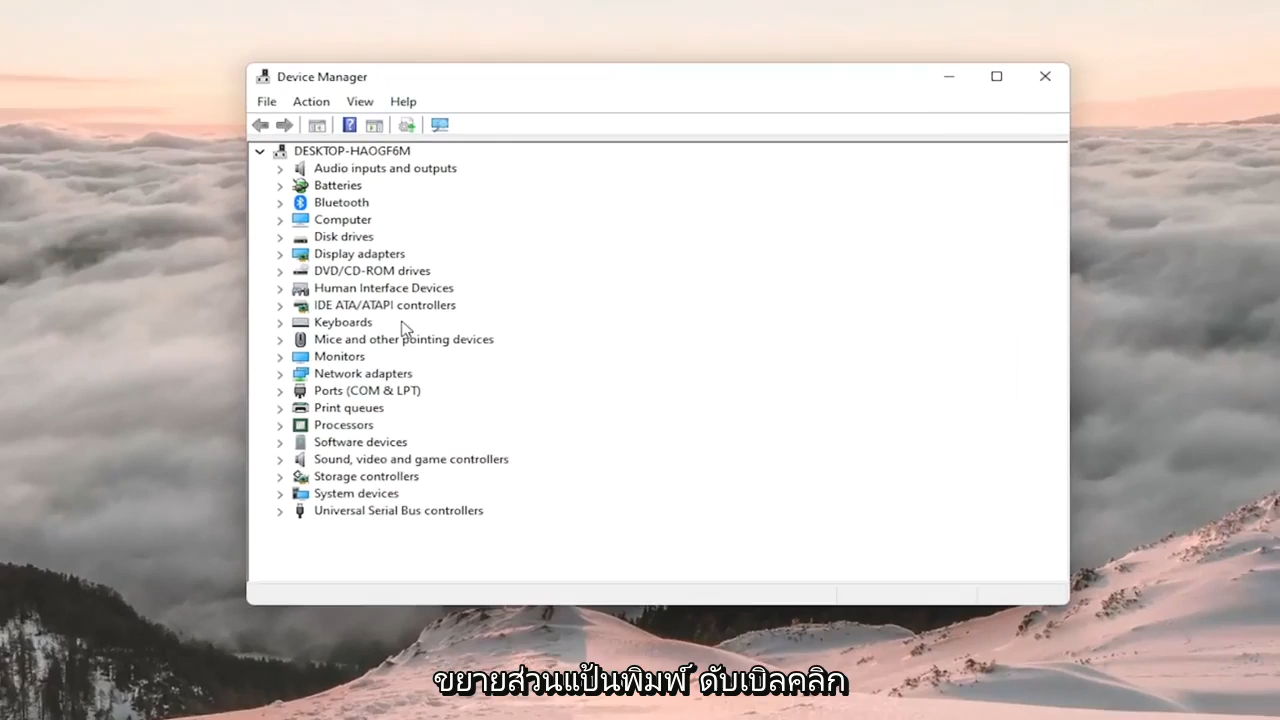 Device Manager
File Action View Help
DESKTOP-HAOGF6M
Audio inputs and outputs
Batteries
Bluetooth
Computer
Disk drives
Display adapters
DVD/CD-ROM drives
Human Interface Devices
IDE ATA/ATAPI controllers
Keyboards
Mice and other pointing devices
Monitors
Network adapters
Ports (COM & LPT)
Print queues
Processors
Software devices
Sound, video and game controllers
Storage controllers
System devices
Universal Serial Bus controllers
ขยายส่วนแป้นพิมพ์ ดับเบิลคลิก